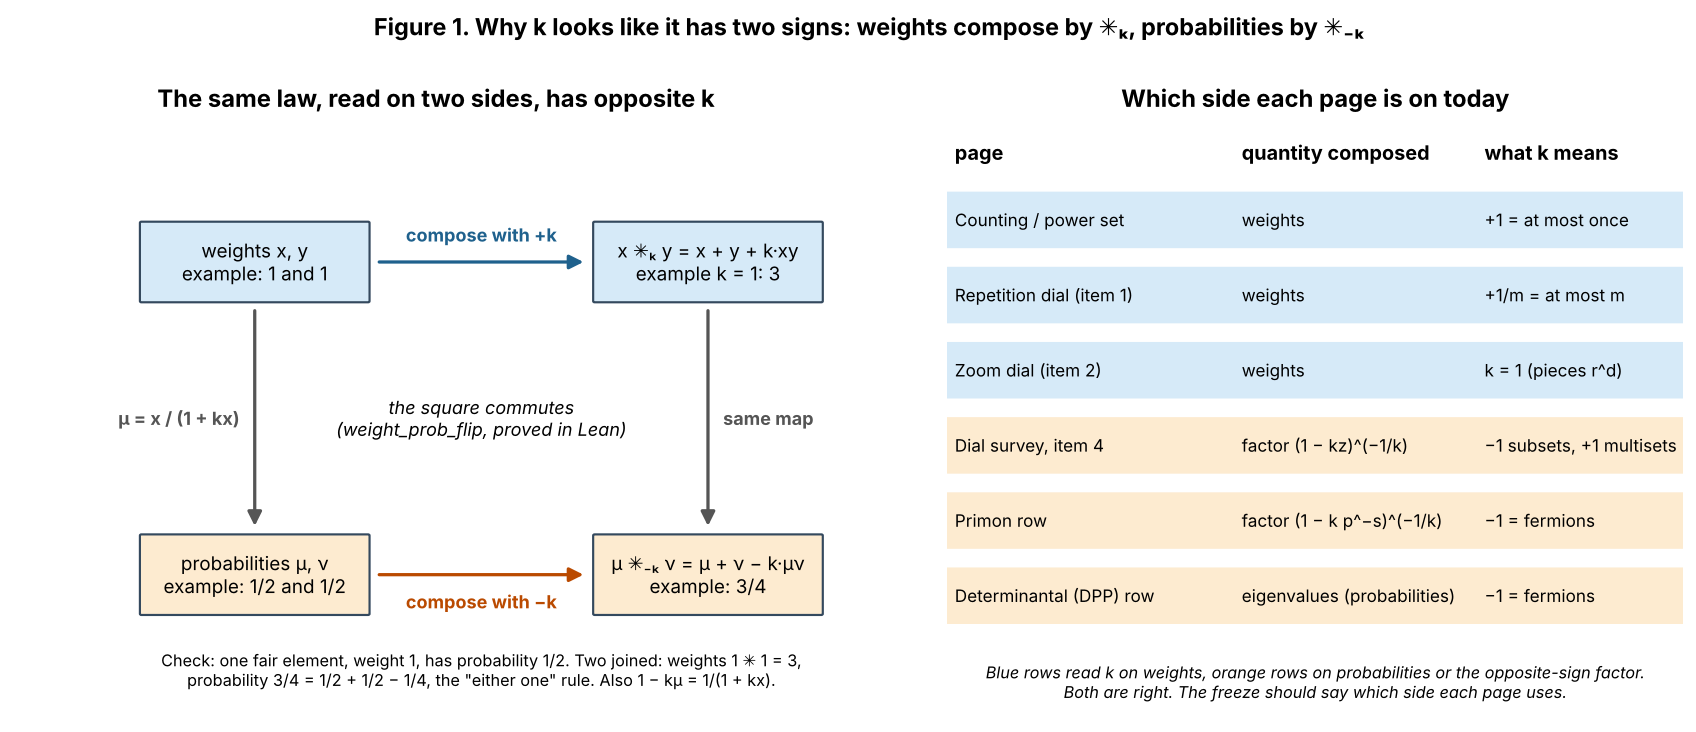 Figure 1. Why k looks like it has two signs: weights compose by ✳ₖ, probabilities by ✳₋ₖ
The same law, read on two sides, has opposite k
weights x, y
example: 1 and 1
compose with +k
x ✳ₖ y = x + y + k·xy
example k = 1: 3
μ = x / (1 + kx)
the square commutes
(weight_prob_flip, proved in Lean)
same map
probabilities μ, ν
example: 1/2 and 1/2
compose with −k
μ ✳₋ₖ ν = μ + ν − k·μν
example: 3/4
Check: one fair element, weight 1, has probability 1/2. Two joined: weights 1 ✳ 1 = 3,
probability 3/4 = 1/2 + 1/2 − 1/4, the "either one" rule. Also 1 − kμ = 1/(1 + kx).
Which side each page is on today
page quantity composed what k means
Counting / power set weights +1 = at most once
Repetition dial (item 1) weights +1/m = at most m
Zoom dial (item 2) weights k = 1 (pieces r^d)
Dial survey, item 4 factor (1 − kz)^(−1/k) −1 subsets, +1 multisets
Primon row factor (1 − k p^−s)^(−1/k) −1 = fermions
Determinantal (DPP) row eigenvalues (probabilities) −1 = fermions
Blue rows read k on weights, orange rows on probabilities or the opposite-sign factor.
Both are right. The freeze should say which side each page uses.